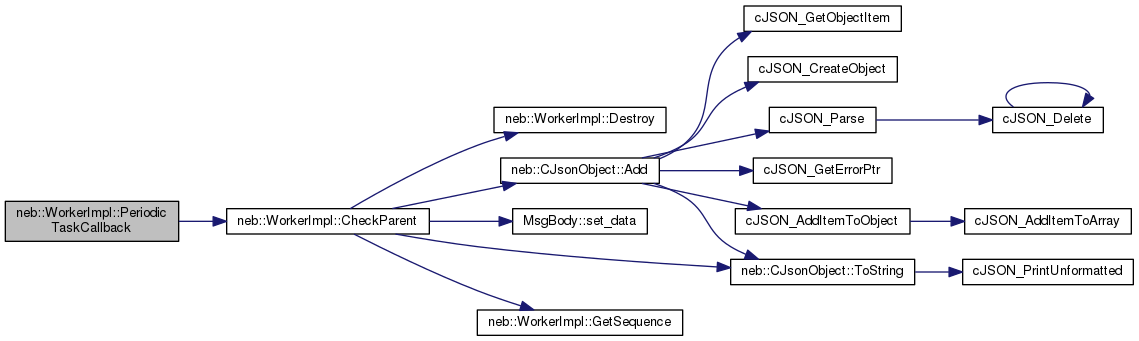 neb::WorkerImpl::Periodic
TaskCallback
neb::WorkerImpl::CheckParent
neb::WorkerImpl::Destroy
neb::CJsonObject::Add
MsgBody::set_data
neb::WorkerImpl::GetSequence
cJSON_GetObjectItem
cJSON_CreateObject
cJSON_Parse
cJSON_GetErrorPtr
cJSON_AddItemToObject
neb::CJsonObject::ToString
cJSON_Delete
cJSON_AddItemToArray
cJSON_PrintUnformatted